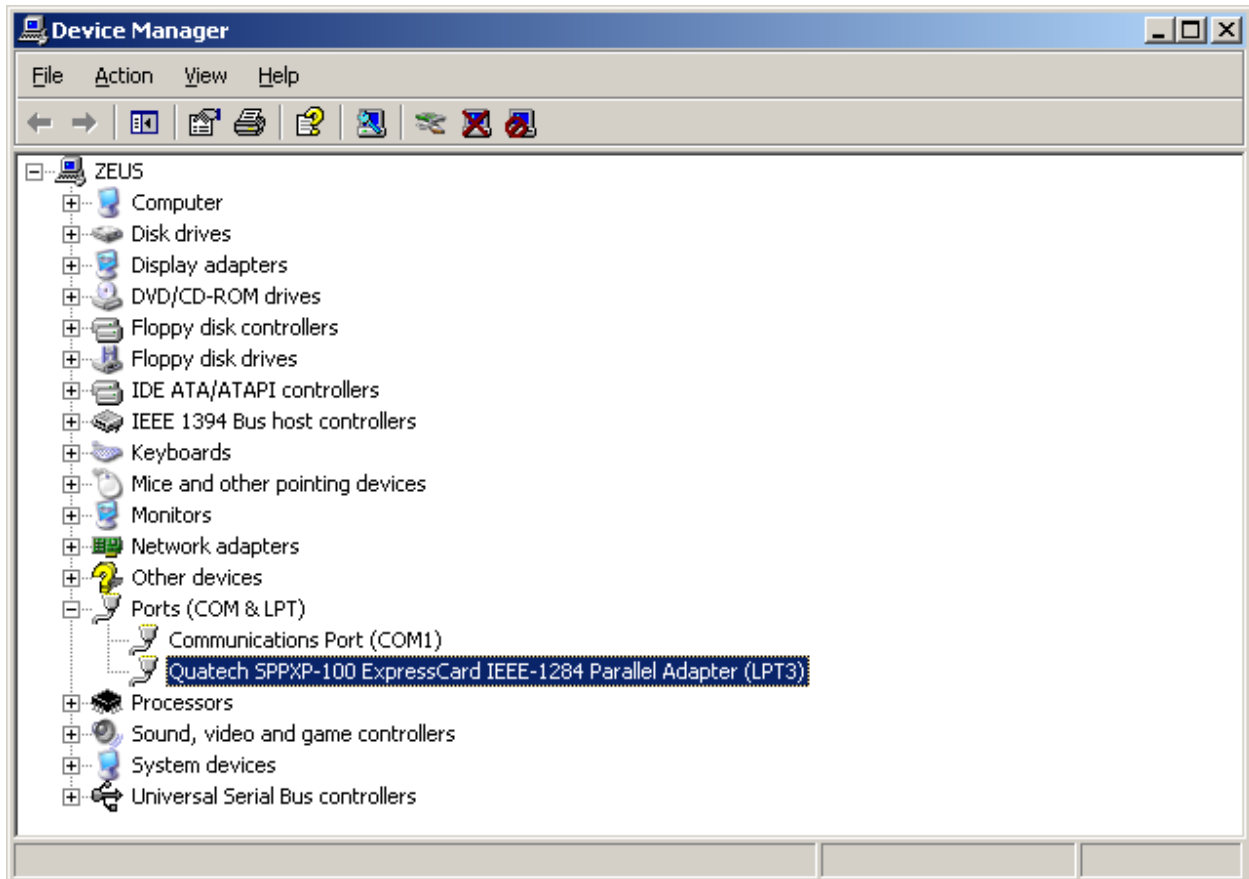 Device Manager
File Action View Help
ZEUS
Computer
Disk drives
Display adapters
DVD/CD-ROM drives
Floppy disk controllers
Floppy disk drives
IDE ATA/ATAPI controllers
IEEE 1394 Bus host controllers
Keyboards
Mice and other pointing devices
Monitors
Network adapters
Other devices
Ports (COM & LPT)
Communications Port (COM1)
Quatech SPPXP-100 ExpressCard IEEE-1284 Parallel Adapter (LPT3)
Processors
Sound, video and game controllers
System devices
Universal Serial Bus controllers